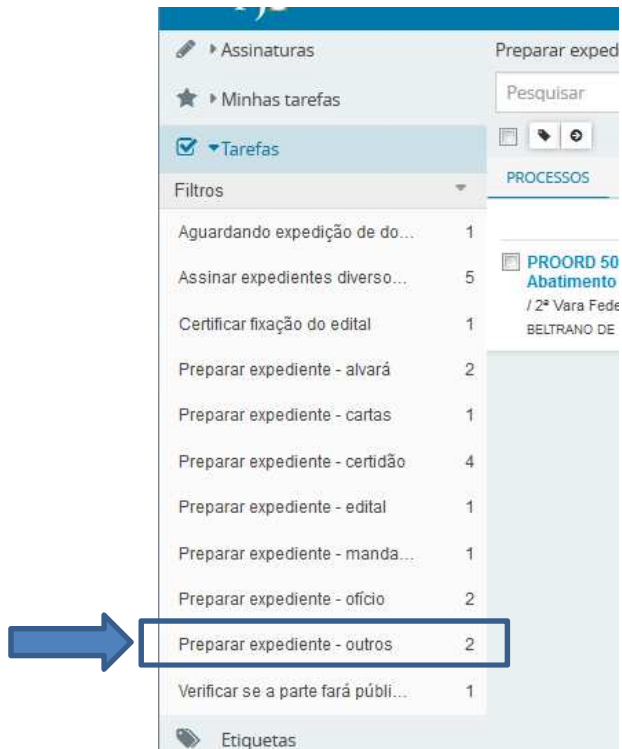 Assinaturas
Minhas tarefas
Tarefas
Filtros
Aguardando expedição de do... 1
Assinar expedientes diverso... 5
Certificar fixação do edital 1
Preparar expediente - alvará 2
Preparar expediente - cartas 1
Preparar expediente - certidão 4
Preparar expediente - edital 1
Preparar expediente - manda... 1
Preparar expediente - ofício 2
Preparar expediente - outros 2
Verificar se a parte fará públi... 1
Etiquetas
Preparar exped
Pesquisar
PROCESSOS
PROORD 50
Abatimento
/ 2ª Vara Fede
BELTRANO DE